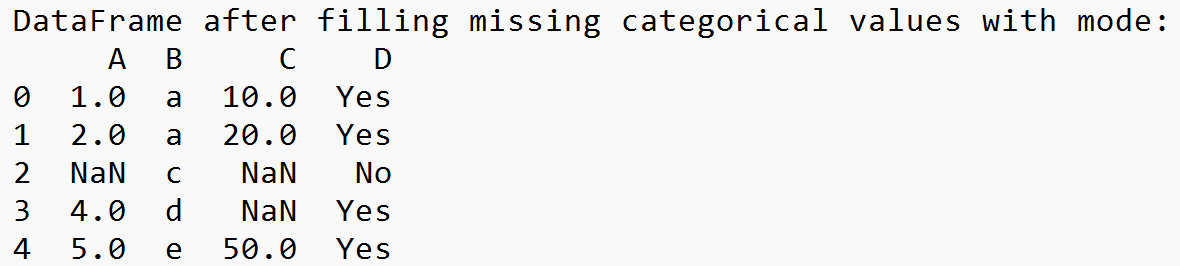 DataFrame after filling missing categorical values with mode:
     A  B     C    D
0  1.0  a  10.0  Yes
1  2.0  a  20.0  Yes
2  NaN  c   NaN   No
3  4.0  d   NaN  Yes
4  5.0  e  50.0  Yes